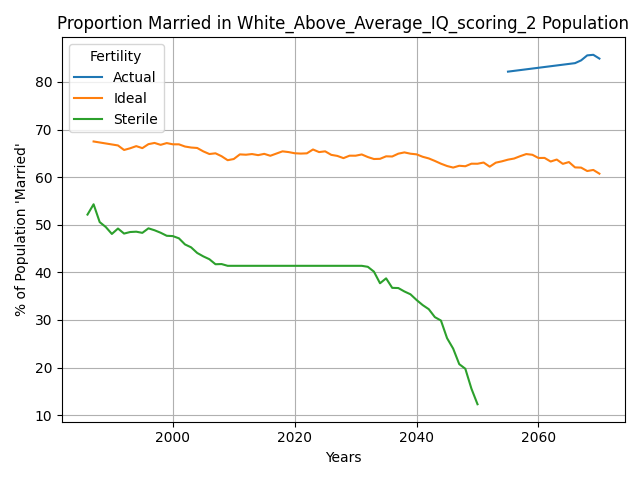 Proportion Married in White_Above_Average_IQ_scoring_2 Population
Fertility
Actual
Ideal
Sterile
% of Population 'Married'
80
70
60
50
40
30
20
10
2000 2020 2040 2060
Years